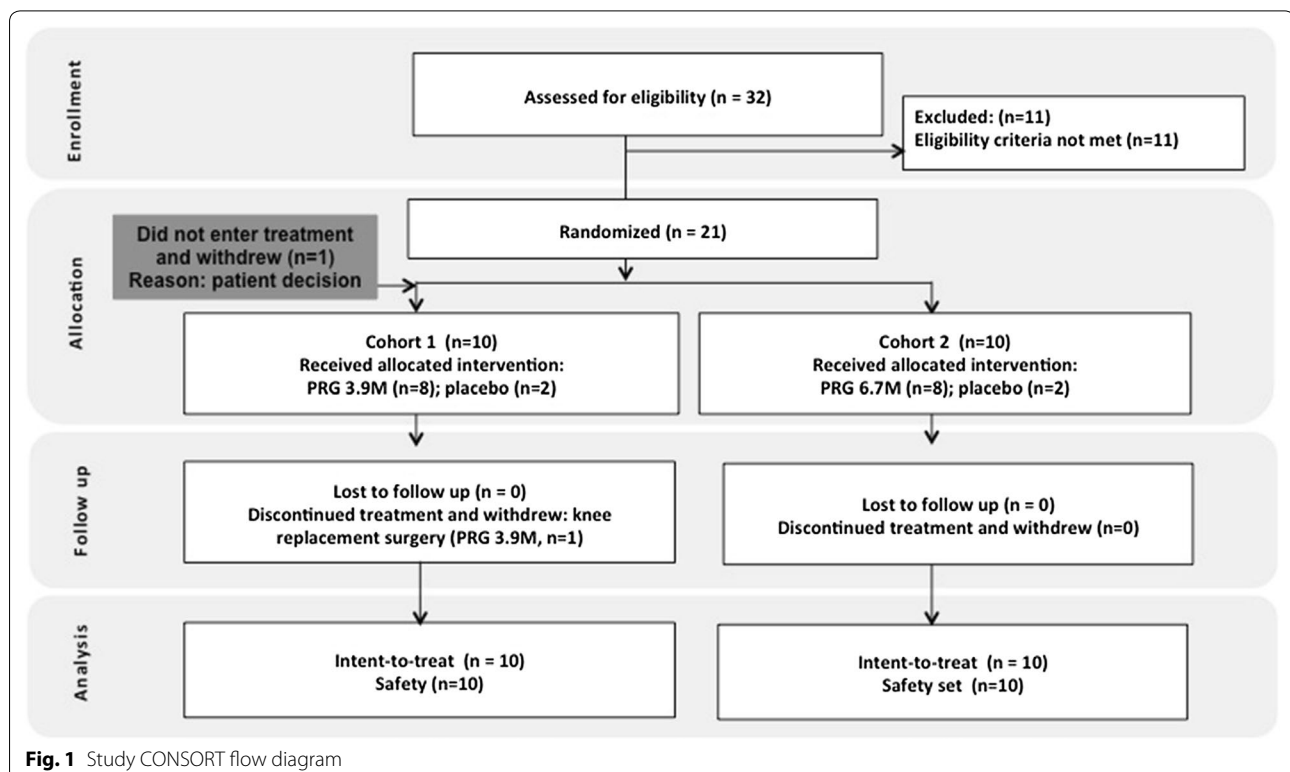 Enrollment
Assessed for eligibility (n = 32)
Excluded: (n=11)
Eligibility criteria not met (n=11)
Allocation
Randomized (n = 21)
Did not enter treatment
and withdrew (n=1)
Reason: patient decision
Cohort 1 (n=10)
Received allocated intervention:
PRG 3.9M (n=8); placebo (n=2)
Cohort 2 (n=10)
Received allocated intervention:
PRG 6.7M (n=8); placebo (n=2)
Follow up
Lost to follow up (n = 0)
Discontinued treatment and withdrew: knee
replacement surgery (PRG 3.9M, n=1)
Lost to follow up (n = 0)
Discontinued treatment and withdrew (n=0)
Analysis
Intent-to-treat (n = 10)
Safety (n=10)
Intent-to-treat (n = 10)
Safety set (n=10)
Fig. 1 Study CONSORT flow diagram